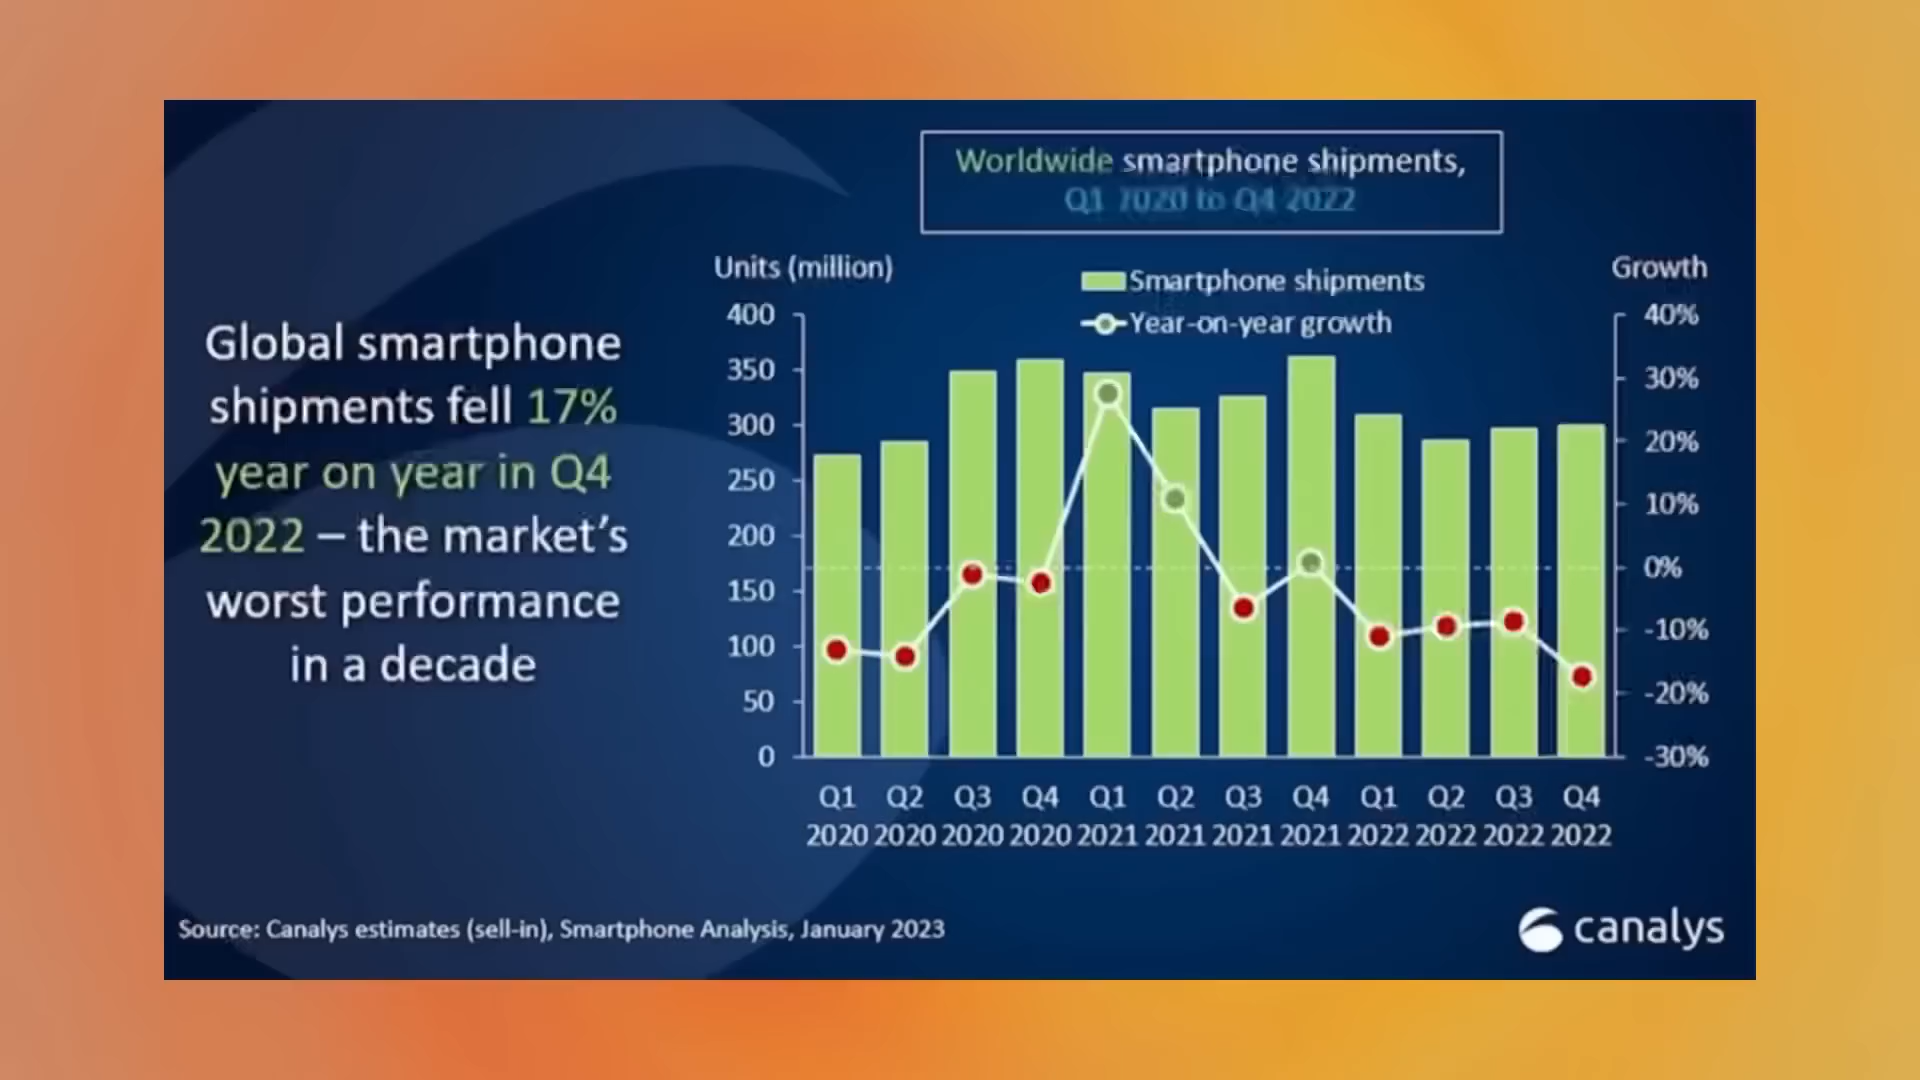 Worldwide smartphone shipments,
Q1 2020 to Q4 2022
Global smartphone
shipments fell 17%
year on year in Q4
2022 – the market's
worst performance
in a decade
Units (million)
Smartphone shipments
Year-on-year growth
Growth
400
350
300
250
200
150
100
50
0
40%
30%
20%
10%
0%
-10%
-20%
-30%
Q1 Q2 Q3 Q4 Q1 Q2 Q3 Q4 Q1 Q2 Q3 Q4
2020 2020 2020 2020 2021 2021 2021 2021 2022 2022 2022 2022
Source: Canalys estimates (sell-in), Smartphone Analysis, January 2023
canalys